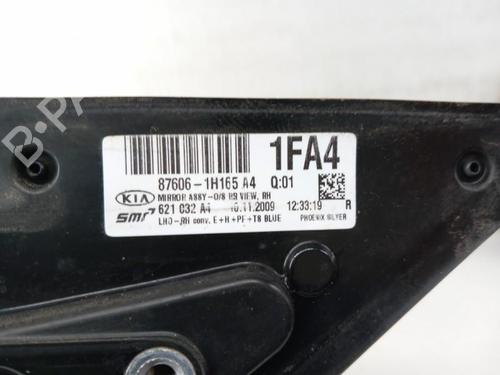 1FA4
87606-1H165 A4 Q:01
KIA MIRROR ASSY-O/S RR VIEW, RH
SMR 621 032 A4 10.11.2009 12:33:19 R
LHD-RH conv. E+H+PF+TB BLUE PHOENIX SILVER
B-PA